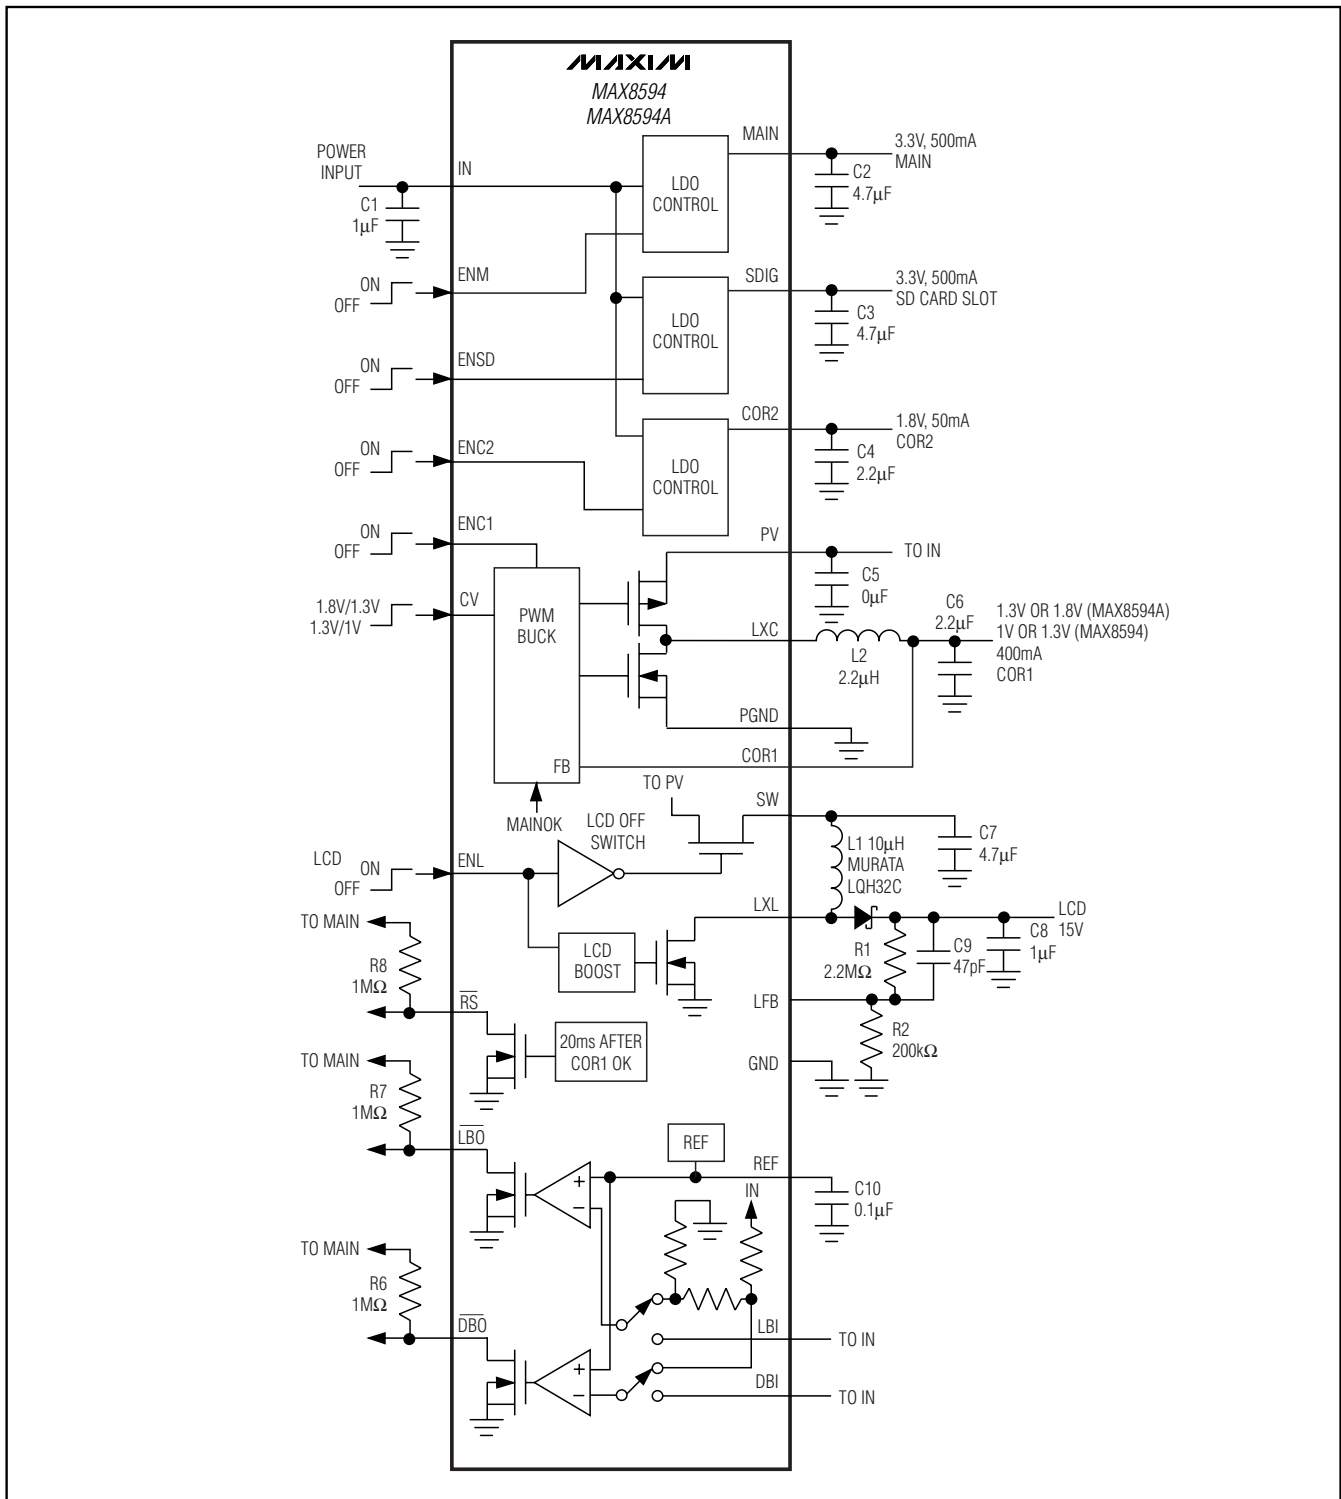 MAXIM
MAX8594
MAX8594A
POWER
INPUT
IN
C1
1µF
LDO
CONTROL
MAIN
3.3V, 500mA
MAIN
C2
4.7µF
ON
OFF
ENM
LDO
CONTROL
SDIG
3.3V, 500mA
SD CARD SLOT
C3
4.7µF
ON
OFF
ENSD
LDO
CONTROL
COR2
1.8V, 50mA
COR2
C4
2.2µF
ON
OFF
ENC2
ON
OFF
ENC1
PV
TO IN
C5
0µF
1.8V/1.3V
1.3V/1V
CV
PWM
BUCK
FB
MAINOK
LXC
L2
2.2µH
C6
2.2µF
1.3V OR 1.8V (MAX8594A)
1V OR 1.3V (MAX8594)
400mA
COR1
PGND
COR1
TO PV
SW
LCD OFF
SWITCH
L1 10µH
MURATA
LQH32C
C7
4.7µF
LCD
ON
OFF
ENL
LCD
BOOST
LXL
LCD
15V
R1
2.2MΩ
C9
47pF
C8
1µF
LFB
R2
200kΩ
GND
TO MAIN
R8
1MΩ
RS
20ms AFTER
COR1 OK
TO MAIN
R7
1MΩ
LBO
REF
REF
C10
0.1µF
+
−
IN
TO MAIN
R6
1MΩ
DBO
+
−
LBI
TO IN
DBI
TO IN